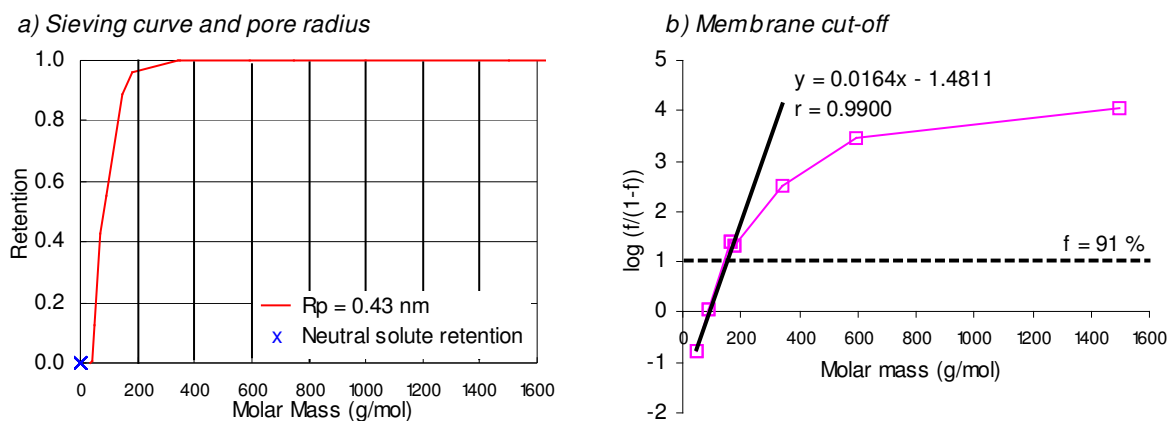 a) Sieving curve and pore radius
1.0
0.8
0.6
0.4
0.2
0.0
Retention
Rp = 0.43 nm
Neutral solute retention
0 200 400 600 800 1000 1200 1400 1600
Molar Mass (g/mol)
b) Membrane cut-off
5
4
3
2
1
0
-1
-2
log (f/(1-f))
y = 0.0164x - 1.4811
r = 0.9900
f = 91 %
0 200 400 600 800 1000 1200 1400 1600
Molar mass (g/mol)